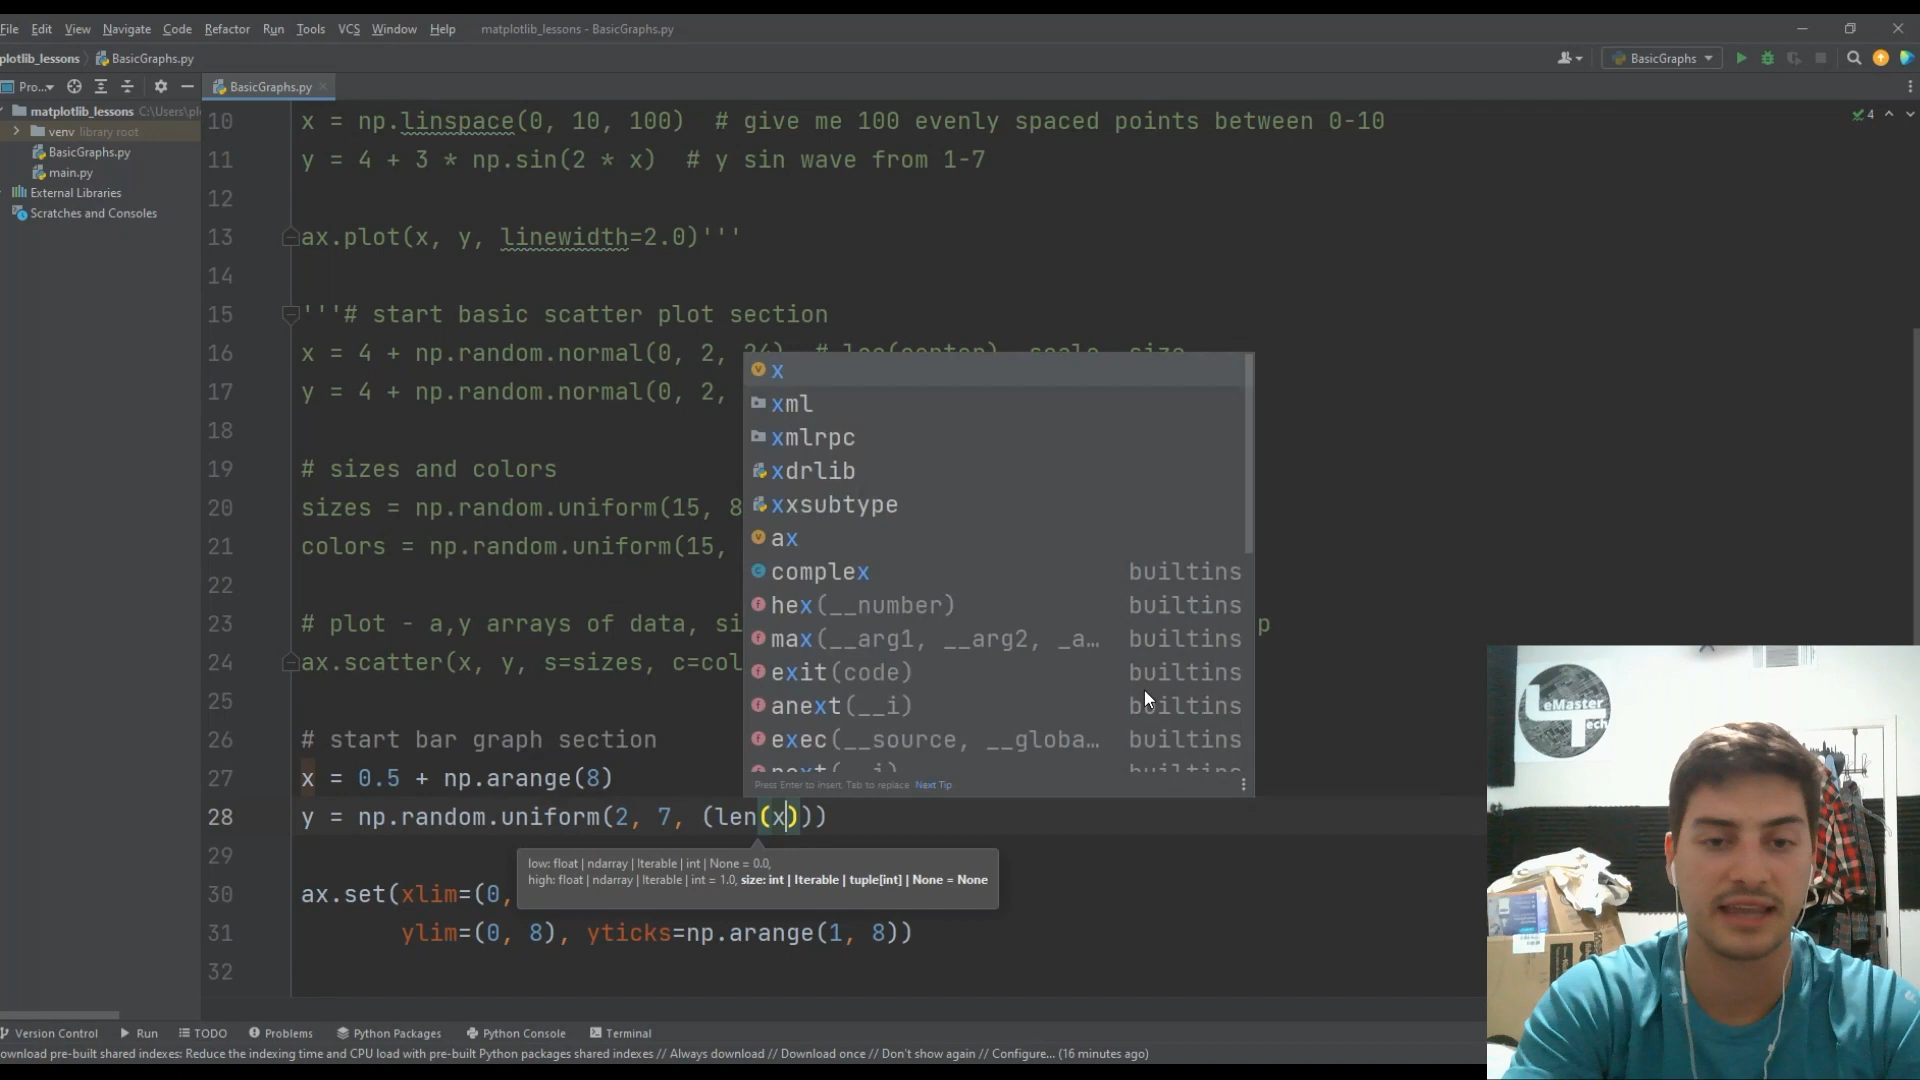 File Edit View Navigate Code Refactor Run Tools VCS Window Help matplotlib_lessons - BasicGraphs.py
plotlib_lessons BasicGraphs.py BasicGraphs
Pro... BasicGraphs.py
matplotlib_lessons C:\Users\pl
venv library root
BasicGraphs.py
main.py
External Libraries
Scratches and Consoles
4
10 x = np.linspace(0, 10, 100) # give me 100 evenly spaced points between 0-10
11 y = 4 + 3 * np.sin(2 * x) # y sin wave from 1-7
12
13 ax.plot(x, y, linewidth=2.0)'''
14
15 '''# start basic scatter plot section
16 x = 4 + np.random.normal(0, 2, 24) # loc(center), scale, size
17 y = 4 + np.random.normal(0, 2,
18
19 # sizes and colors
20 sizes = np.random.uniform(15, 8
21 colors = np.random.uniform(15,
22
23 # plot - a,y arrays of data, si p
24 ax.scatter(x, y, s=sizes, c=col
25
26 # start bar graph section
27 x = 0.5 + np.arange(8)
28 y = np.random.uniform(2, 7, (len(x)))
29
30 ax.set(xlim=(0,
31 ylim=(0, 8), yticks=np.arange(1, 8))
32
x
xml
xmlrpc
xdrlib
xxsubtype
ax
complex builtins
hex(__number) builtins
max(__arg1, __arg2, _a... builtins
exit(code) builtins
anext(__i) builtins
exec(__source, __globa... builtins
next(__i) builtins
Press Enter to insert, Tab to replace Next Tip
low: float | ndarray | Iterable | int | None = 0.0,
high: float | ndarray | Iterable | int = 1.0, size: int | Iterable | tuple[int] | None = None
LeMaster
Tech
Version Control Run TODO Problems Python Packages Python Console Terminal
ownload pre-built shared indexes: Reduce the indexing time and CPU load with pre-built Python packages shared indexes // Always download // Download once // Don't show again // Configure... (16 minutes ago)